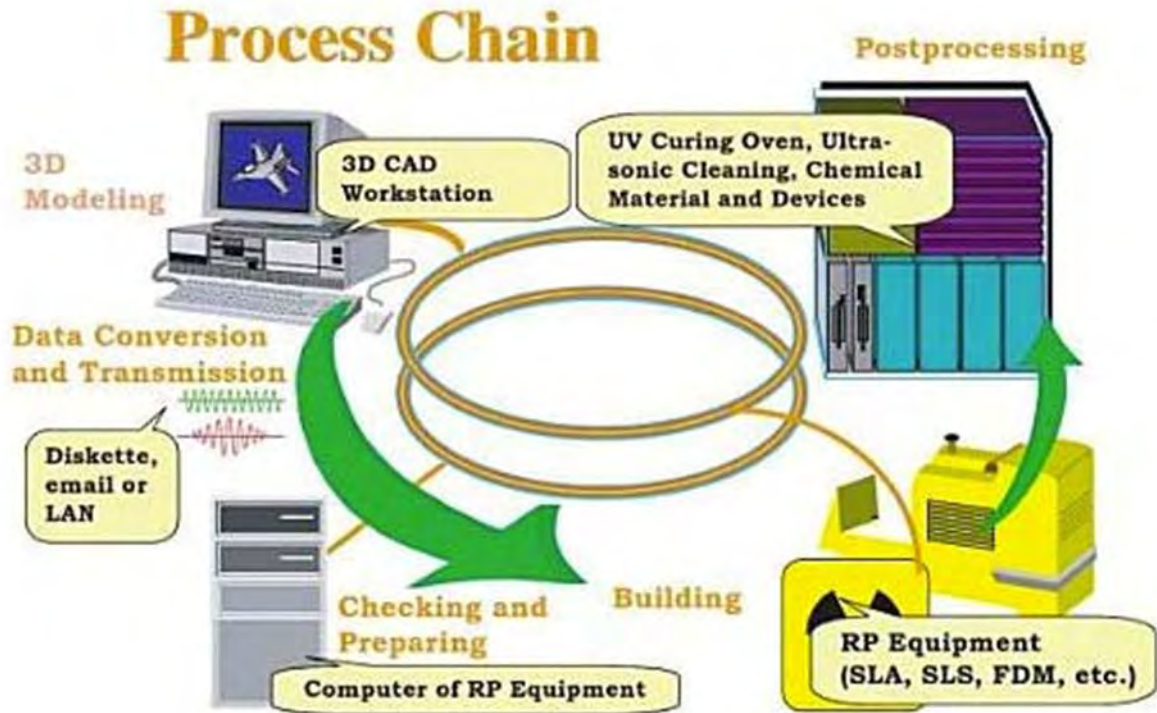 Process Chain
Postprocessing
UV Curing Oven, Ultra-
sonic Cleaning, Chemical
Material and Devices
3D
Modeling
3D CAD
Workstation
Data Conversion
and Transmission
Diskette,
email or
LAN
Checking and
Preparing
Computer of RP Equipment
Building
RP Equipment
(SLA, SLS, FDM, etc.)